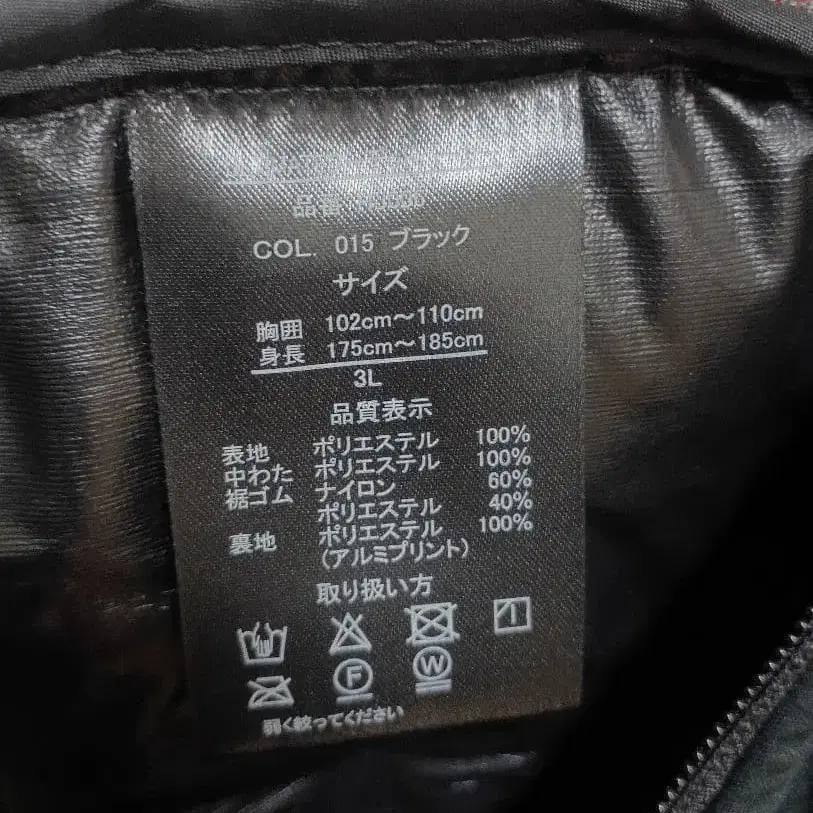 品番
COL. 015 ブラック
サイズ
胸囲 102cm～110cm
身長 175cm～185cm
3L
品質表示
表地 ポリエステル 100%
中わた ポリエステル 100%
裾ゴム ナイロン 60%
ポリエステル 40%
裏地 ポリエステル 100%
(アルミプリント)
取り扱い方
F W
弱く絞ってください